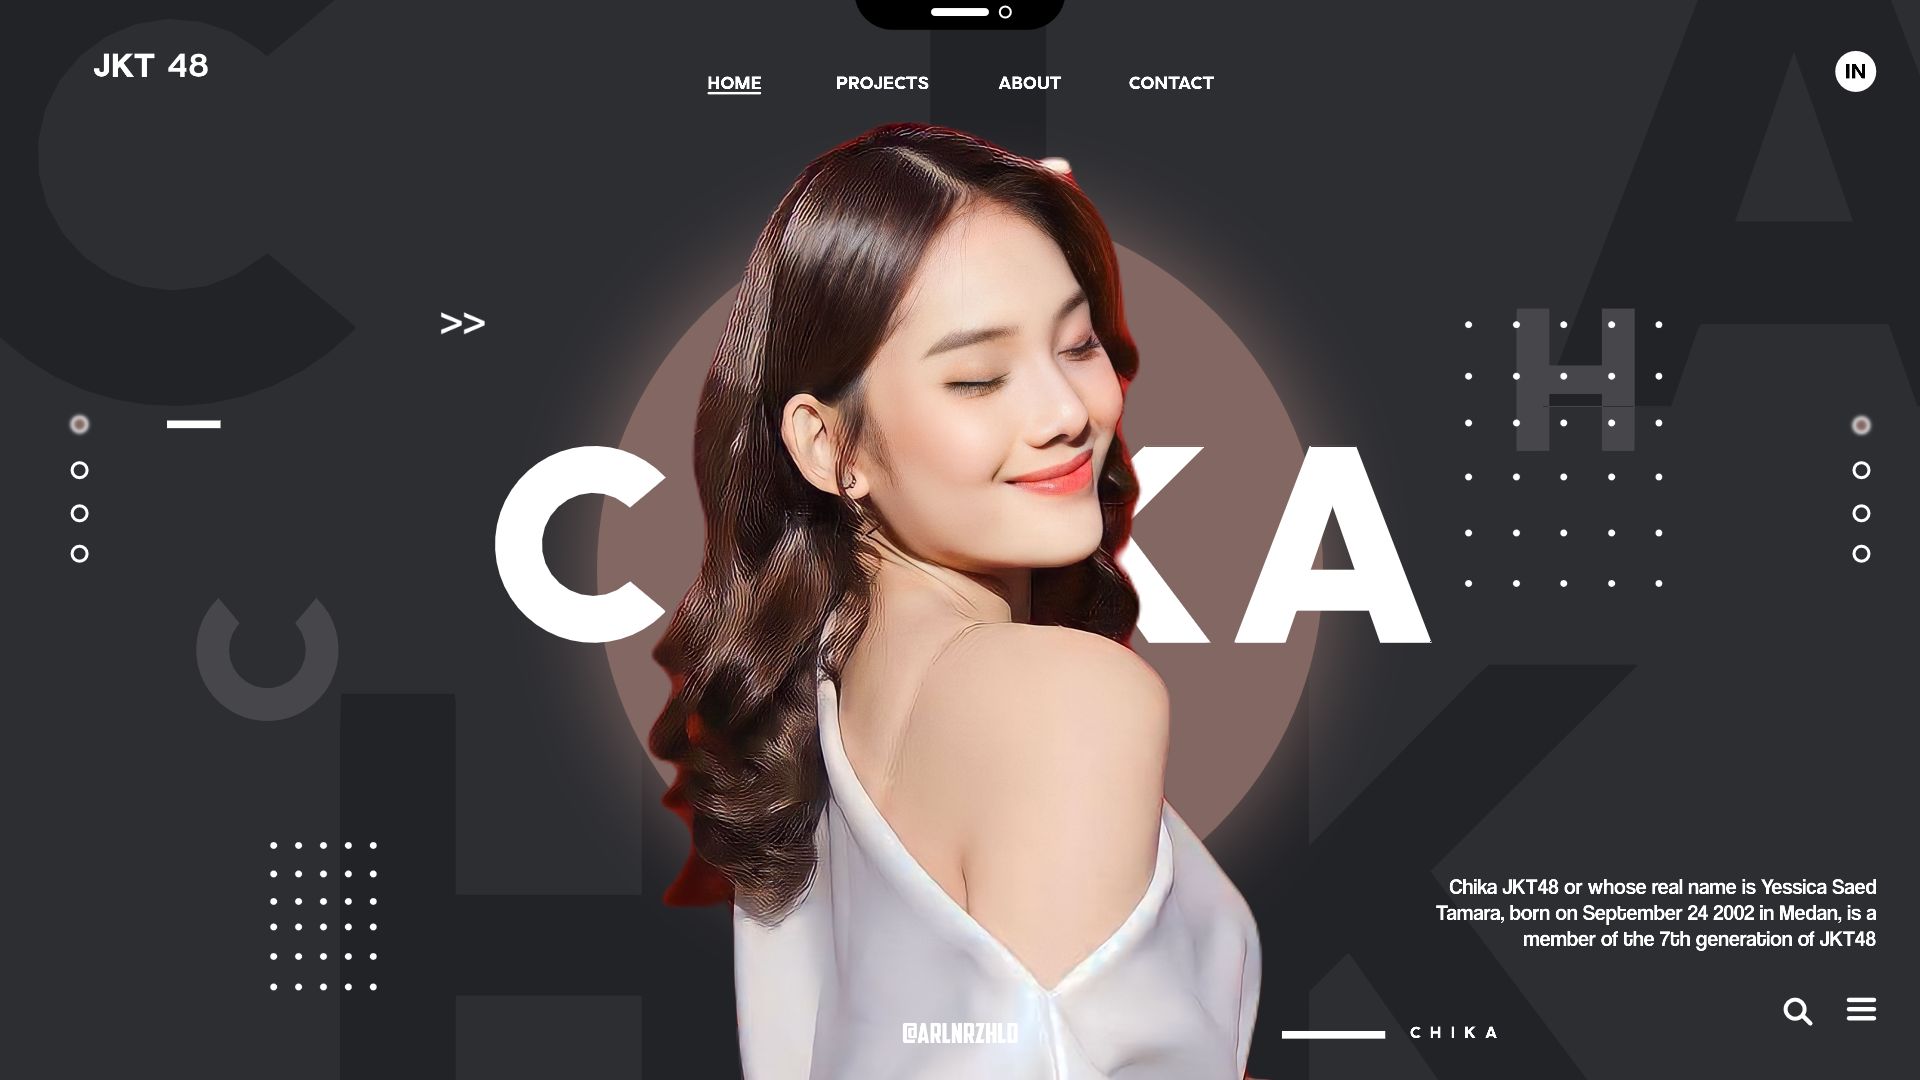 JKT 48
HOME
PROJECTS
ABOUT
CONTACT
IN
>>
H
C KA
C
Chika JKT48 or whose real name is Yessica Saed
Tamara, born on September 24 2002 in Medan, is a
member of the 7th generation of JKT48
@ARLNRZHLD
CHIKA